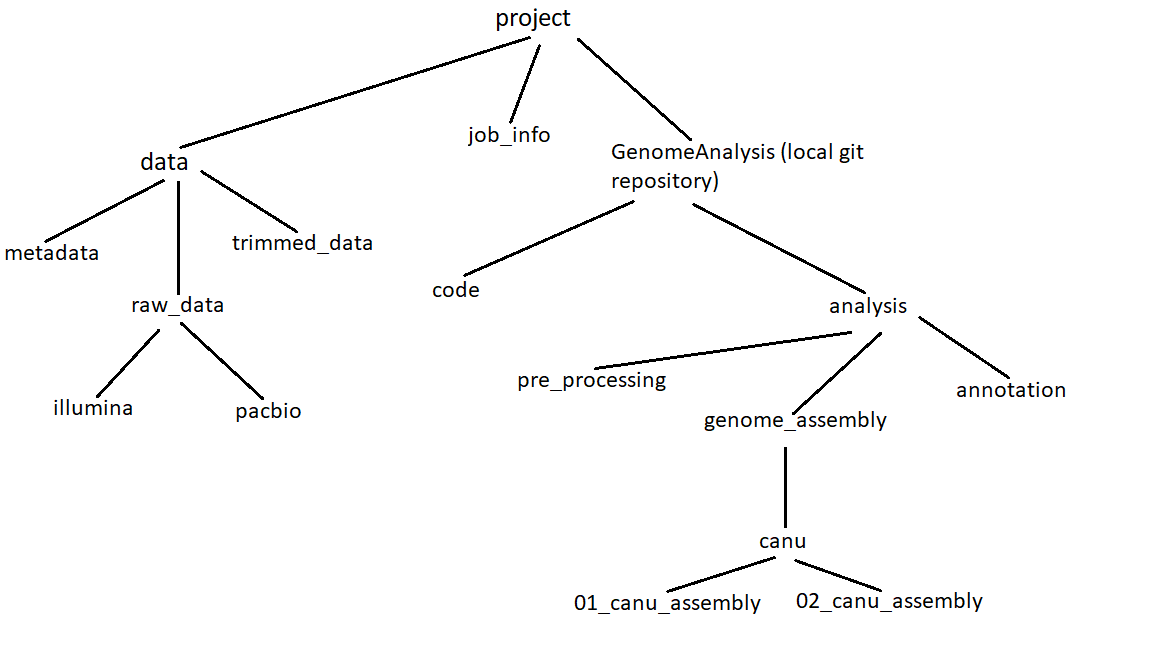 project
job_info
GenomeAnalysis (local git
repository)
data
metadata
trimmed_data
code
raw_data
analysis
pre_processing
annotation
illumina
pacbio
genome_assembly
canu
01_canu_assembly
02_canu_assembly